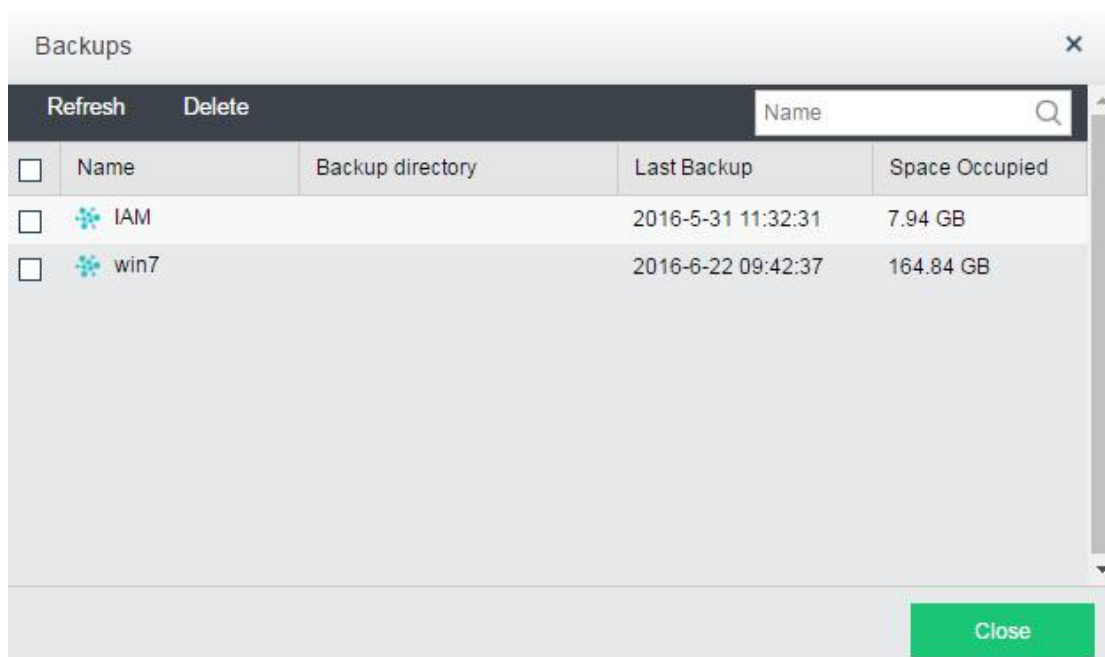 Backups
Refresh Delete Name
Name Backup directory Last Backup Space Occupied
IAM 2016-5-31 11:32:31 7.94 GB
win7 2016-6-22 09:42:37 164.84 GB
Close